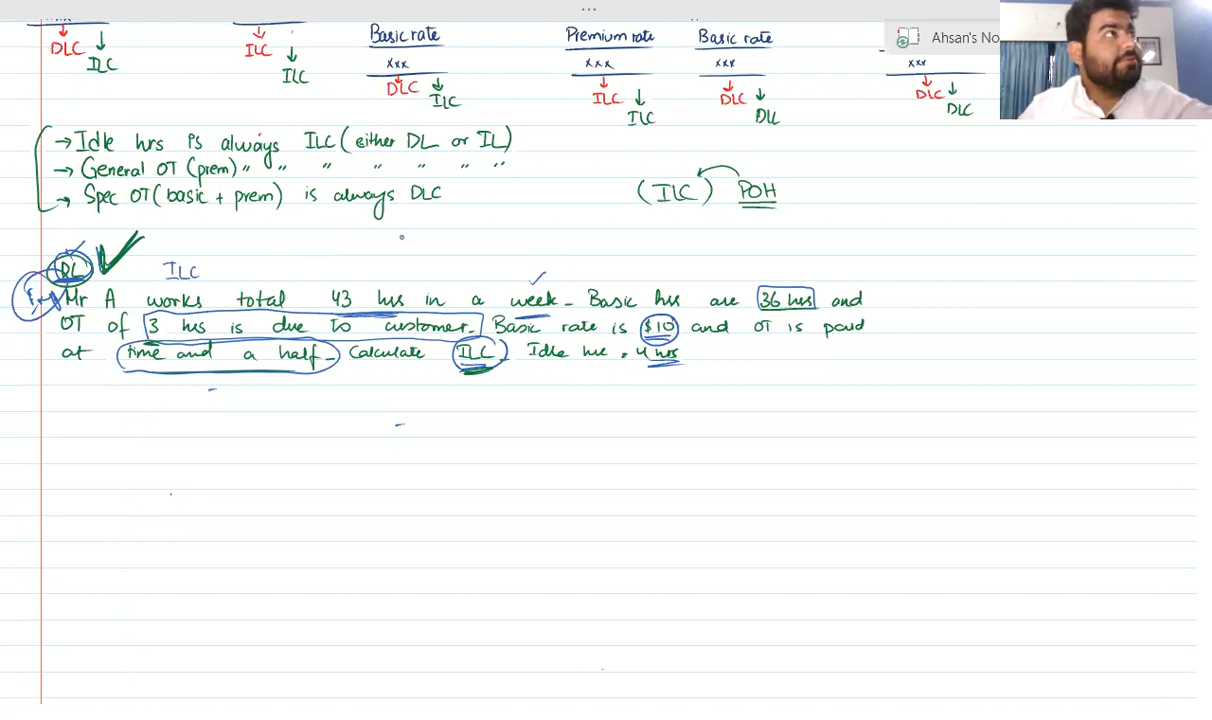 xxx
DLC ILC
ILC ILC
Basic rate Premium rate Basic rate
xxx xxx xxx xxx
DLC ILC ILC ILC DLC DLC DLC DLC
Ahsan's No
→ Idle hrs is always ILC (either DL or IL)
→ General OT (prem) " " " " " " "
→ Spec OT (basic + prem) is always DLC
(ILC) POH
DL ILC
Mr A works total 43 hrs in a week. Basic hrs are 36 hrs and
OT of 3 hrs is due to customer. Basic rate is $10 and OT is paid
at time and a half. Calculate ILC. Idle hrs. 4 hrs